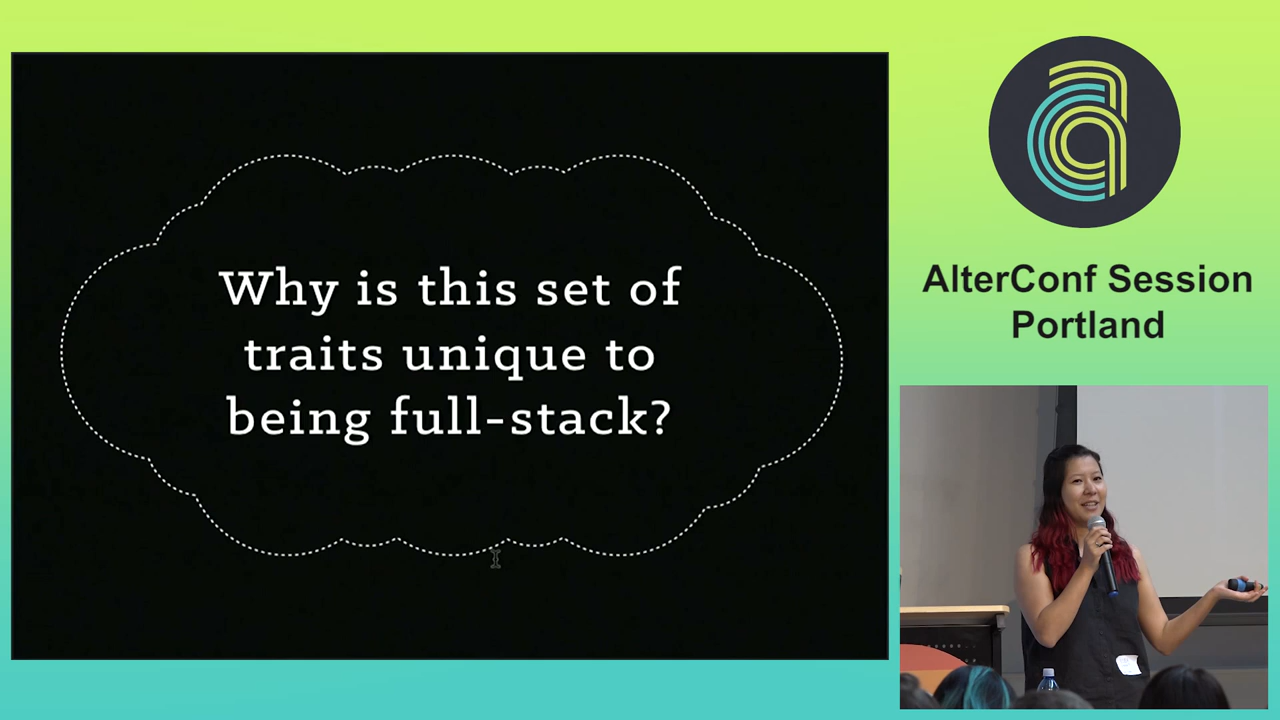 Why is this set of
traits unique to
being full-stack?
AlterConf Session
Portland